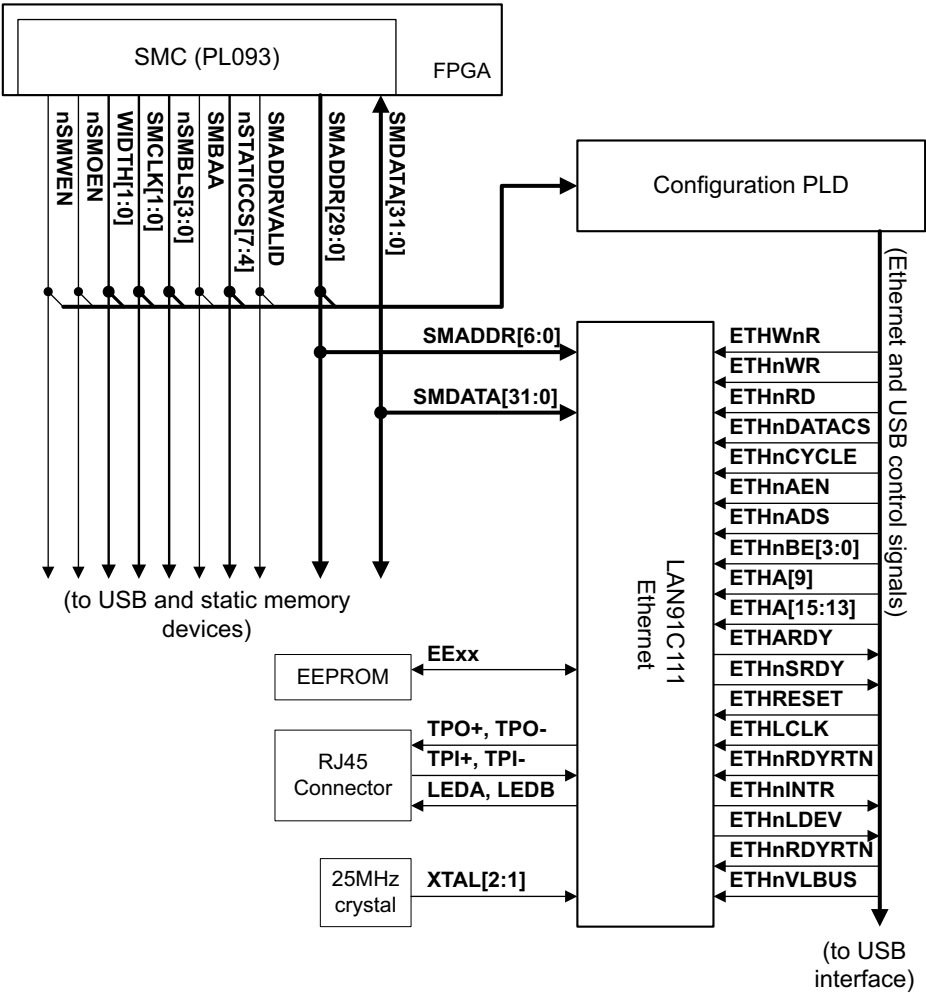 SMC (PL093)
FPGA
nSMWEN
nSMOEN
WIDTH[1:0]
SMCLK[1:0]
nSMBLS[3:0]
SMBAA
nSTATICCS[7:4]
SMADDRVALID
SMADDR[29:0]
SMDATA[31:0]
Configuration PLD
(Ethernet and USB control signals)
SMADDR[6:0]
SMDATA[31:0]
LAN91C111
Ethernet
ETHWnR
ETHnWR
ETHnRD
ETHnDATACS
ETHnCYCLE
ETHnAEN
ETHnADS
ETHnBE[3:0]
ETHA[9]
ETHA[15:13]
ETHARDY
ETHnSRDY
ETHRESET
ETHLCLK
ETHnRDYRTN
ETHnINTR
ETHnLDEV
ETHnRDYRTN
ETHnVLBUS
(to USB and static memory
devices)
EEPROM
EExx
RJ45
Connector
TPO+, TPO-
TPI+, TPI-
LEDA, LEDB
25MHz
crystal
XTAL[2:1]
(to USB
interface)